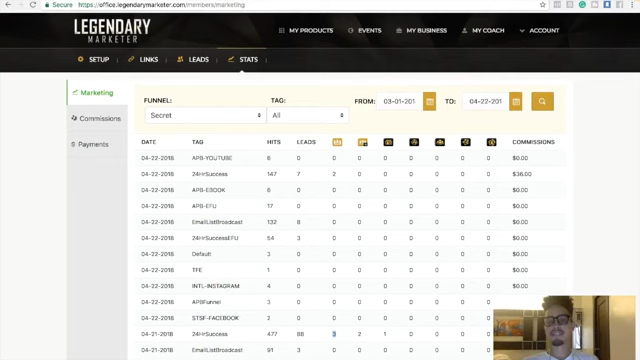 Secure https://office.legendarymarketer.com/members/marketing
LEGENDARY
MARKETER
MY PRODUCTS EVENTS MY BUSINESS MY COACH ACCOUNT
SETUP LINKS LEADS STATS
Marketing
Commissions
Payments
FUNNEL: TAG: FROM: 03-01-201 TO: 04-22-201
Secret All
DATE TAG HITS LEADS COMMISSIONS
04-22-2018 APB-YOUTUBE 8 0 0 0 0 0 0 0 0 $0.00
04-22-2018 24HrSuccess 147 7 2 0 0 0 0 0 0 $36.00
04-22-2018 APB-EBOOK 6 0 0 0 0 0 0 0 0 $0.00
04-22-2018 APB-EFU 17 0 0 0 0 0 0 0 0 $0.00
04-22-2018 EmailListBroadcast 132 8 0 0 0 0 0 0 0 $0.00
04-22-2018 24HrSuccessEFU 54 3 0 0 0 0 0 0 0 $0.00
04-22-2018 Default 3 0 0 0 0 0 0 0 0 $0.00
04-22-2018 TFE 1 0 0 0 0 0 0 0 0 $0.00
04-22-2018 INTL-INSTAGRAM 4 0 0 0 0 0 0 0 0 $0.00
04-22-2018 APBFunnel 3 0 0 0 0 0 0 0 0
04-22-2018 STSF-FACEBOOK 2 0 0 0 0 0 0 0 0
04-21-2018 24HrSuccess 477 88 3 2 1 0 0 0 0
04-21-2018 EmailListBroadcast 91 3 0 0 0 0 0 0 0